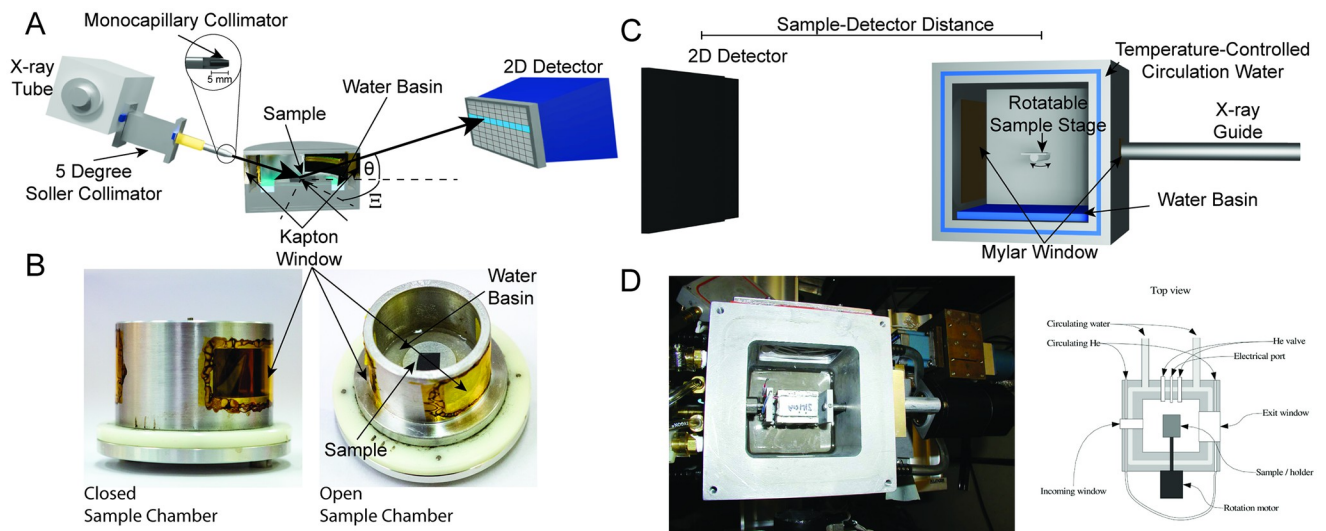 A
Monocapillary Collimator
X-ray
Tube
5 mm
Sample
Water Basin
2D Detector
5 Degree
Soller Collimator
θ
Ξ
Kapton
Window
B
Water
Basin
Sample
Closed
Sample Chamber
Open
Sample Chamber
C
Sample-Detector Distance
2D Detector
Temperature-Controlled
Circulation Water
Rotatable
Sample Stage
X-ray
Guide
Water Basin
Mylar Window
D
Top view
Circulating water
Circulating He
He valve
Electrical port
Exit window
Sample / holder
Incoming window
Rotation motor